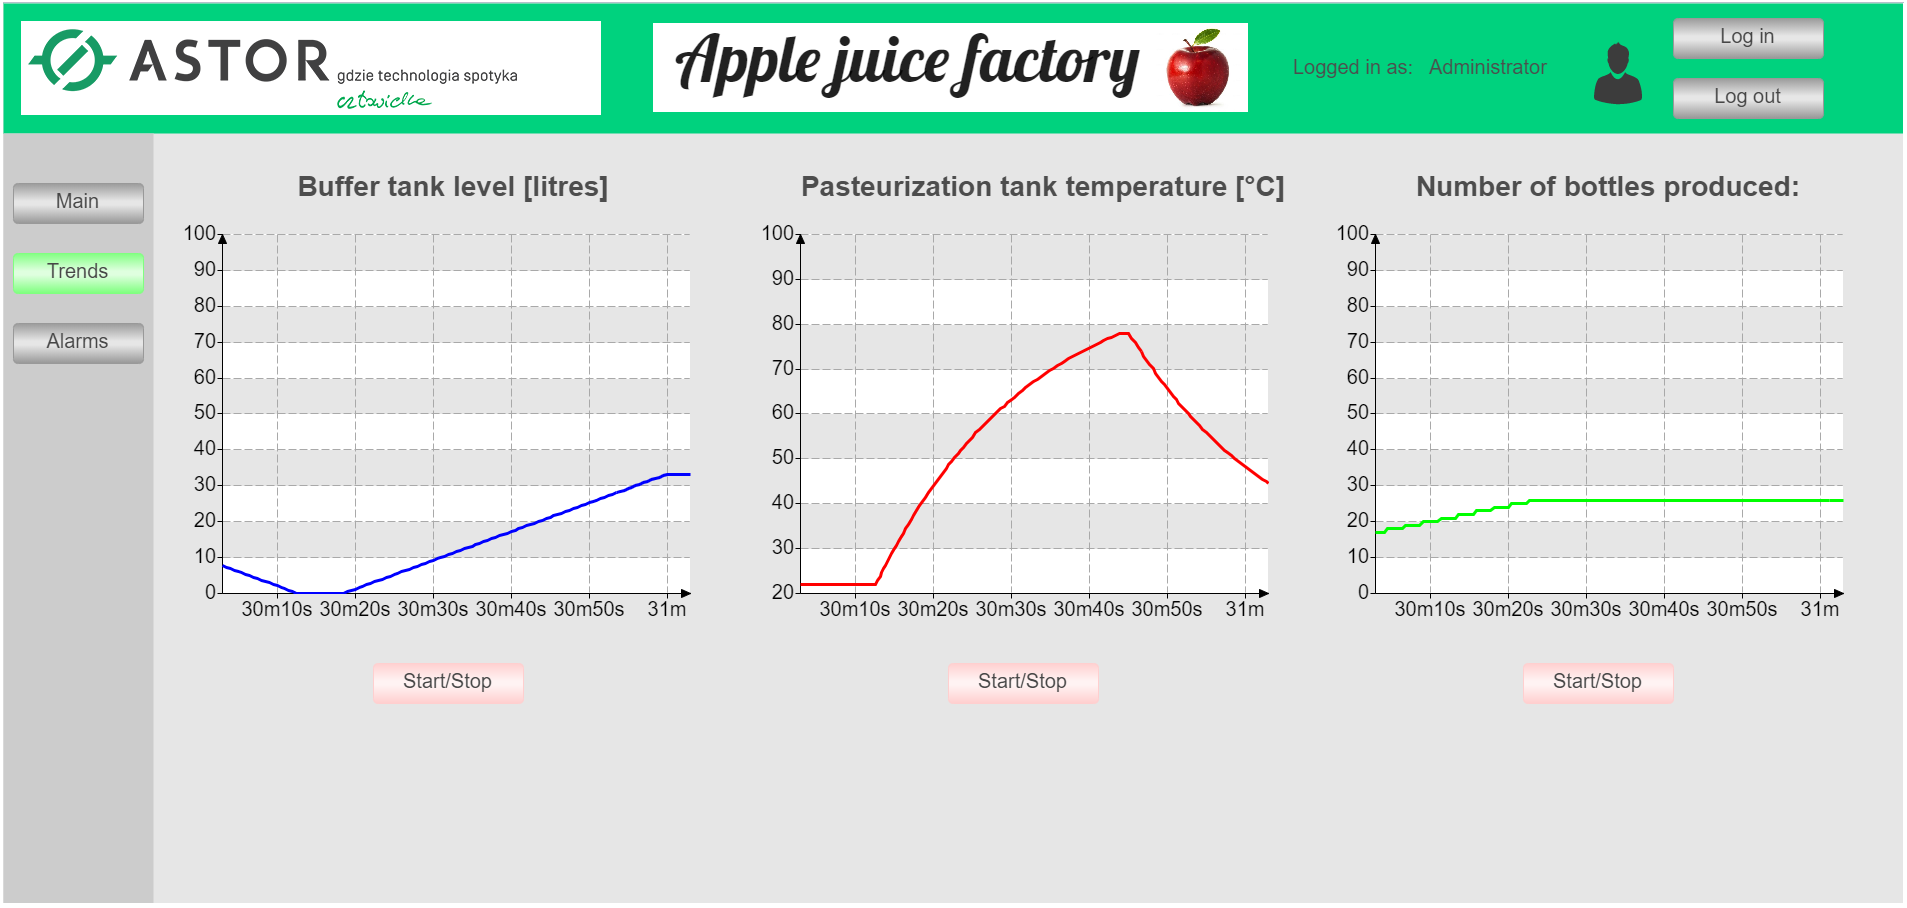 ASTOR gdzie technologia spotyka
człowieka
Apple juice factory
Logged in as: Administrator
Log in
Log out
Main
Trends
Alarms
Buffer tank level [litres]
100
90
80
70
60
50
40
30
20
10
0
30m10s 30m20s 30m30s 30m40s 30m50s 31m
Start/Stop
Pasteurization tank temperature [°C]
100
90
80
70
60
50
40
30
20
30m10s 30m20s 30m30s 30m40s 30m50s 31m
Start/Stop
Number of bottles produced:
100
90
80
70
60
50
40
30
20
10
0
30m10s 30m20s 30m30s 30m40s 30m50s 31m
Start/Stop